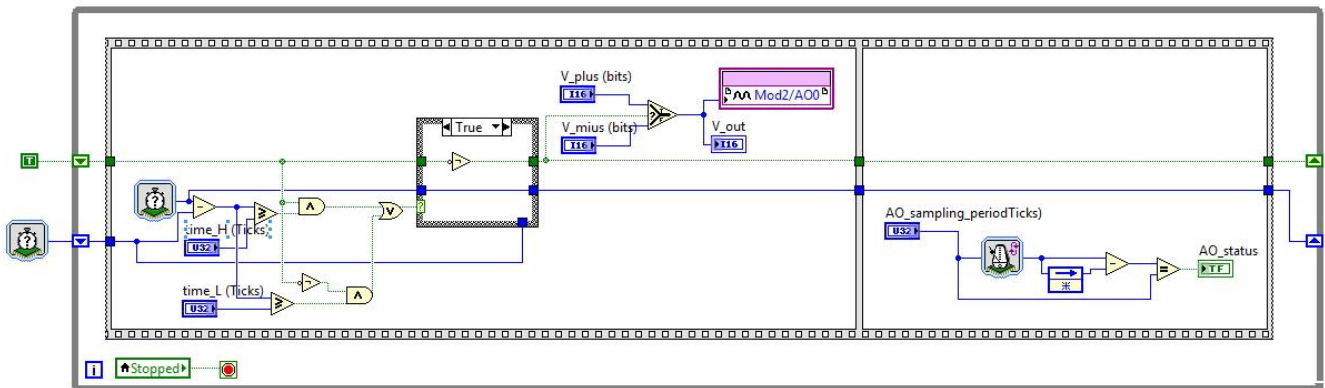 V_plus (bits)
I16
Mod2/AO0
True
V_mius (bits)
I16
V_out
I16
T
ime_H (Ticks)
U32
AO_sampling_periodTicks)
U32
AO_status
TF
time_L (Ticks)
U32
i
Stopped